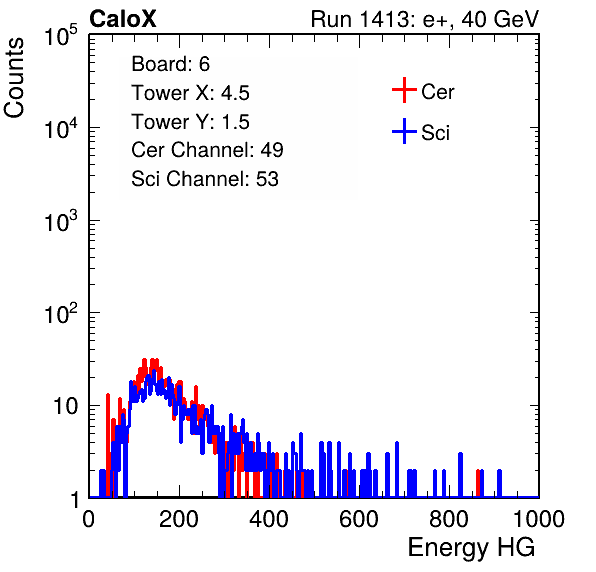 CaloX Run 1413: e+, 40 GeV
Counts
Board: 6
Tower X: 4.5
Tower Y: 1.5
Cer Channel: 49
Sci Channel: 53
Cer
Sci
10^5
10^4
10^3
10^2
10
1
0 200 400 600 800 1000
Energy HG